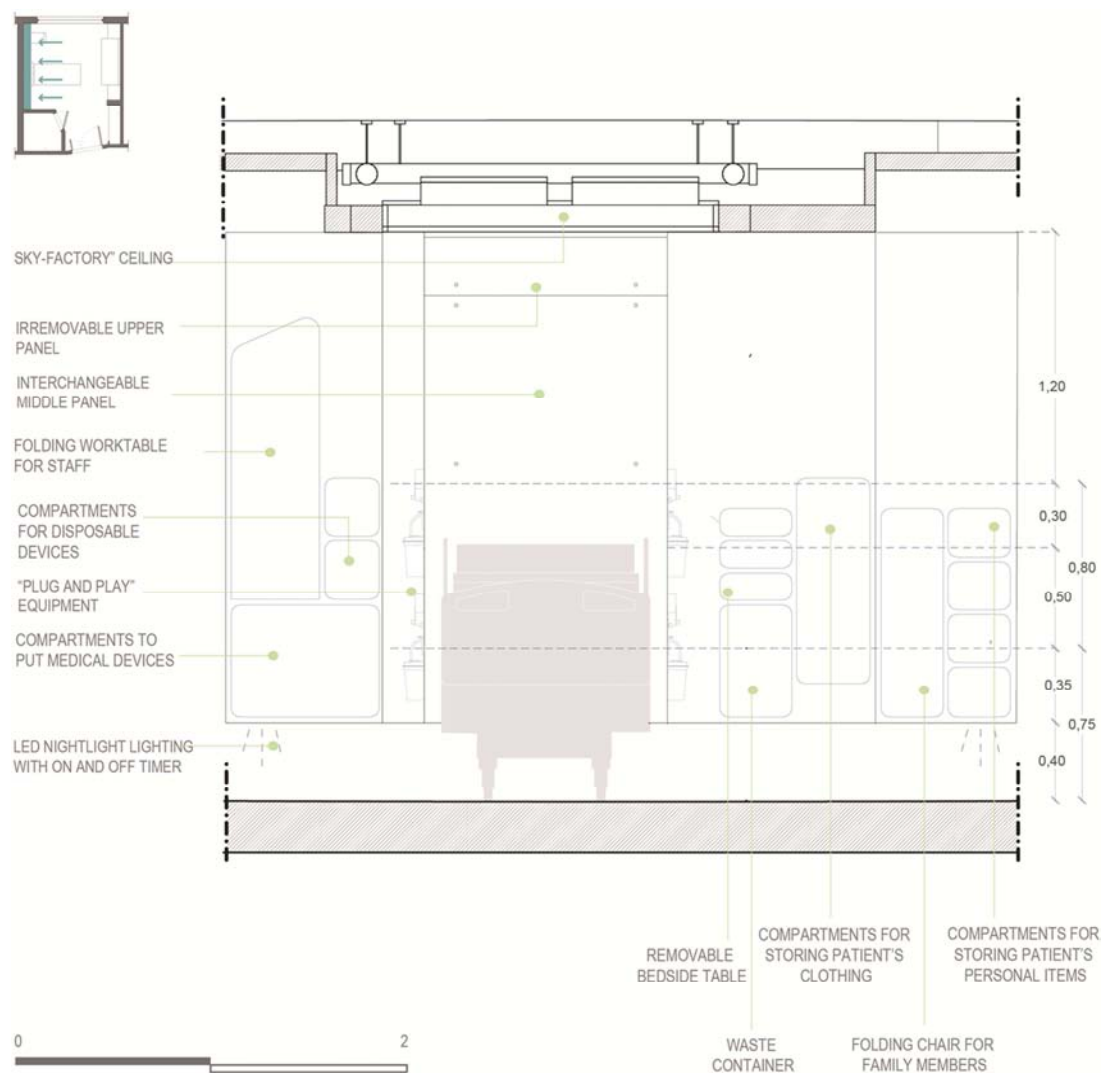 SKY-FACTORY" CEILING
IRREMOVABLE UPPER
PANEL
INTERCHANGEABLE
MIDDLE PANEL
FOLDING WORKTABLE
FOR STAFF
COMPARTMENTS
FOR DISPOSABLE
DEVICES
"PLUG AND PLAY"
EQUIPMENT
COMPARTMENTS TO
PUT MEDICAL DEVICES
LED NIGHTLIGHT LIGHTING
WITH ON AND OFF TIMER
1,20
0,30
0,80
0,50
0,35
0,75
0,40
REMOVABLE
BEDSIDE TABLE
COMPARTMENTS FOR
STORING PATIENT'S
CLOTHING
COMPARTMENTS FOR
STORING PATIENT'S
PERSONAL ITEMS
WASTE
CONTAINER
FOLDING CHAIR FOR
FAMILY MEMBERS
0
2